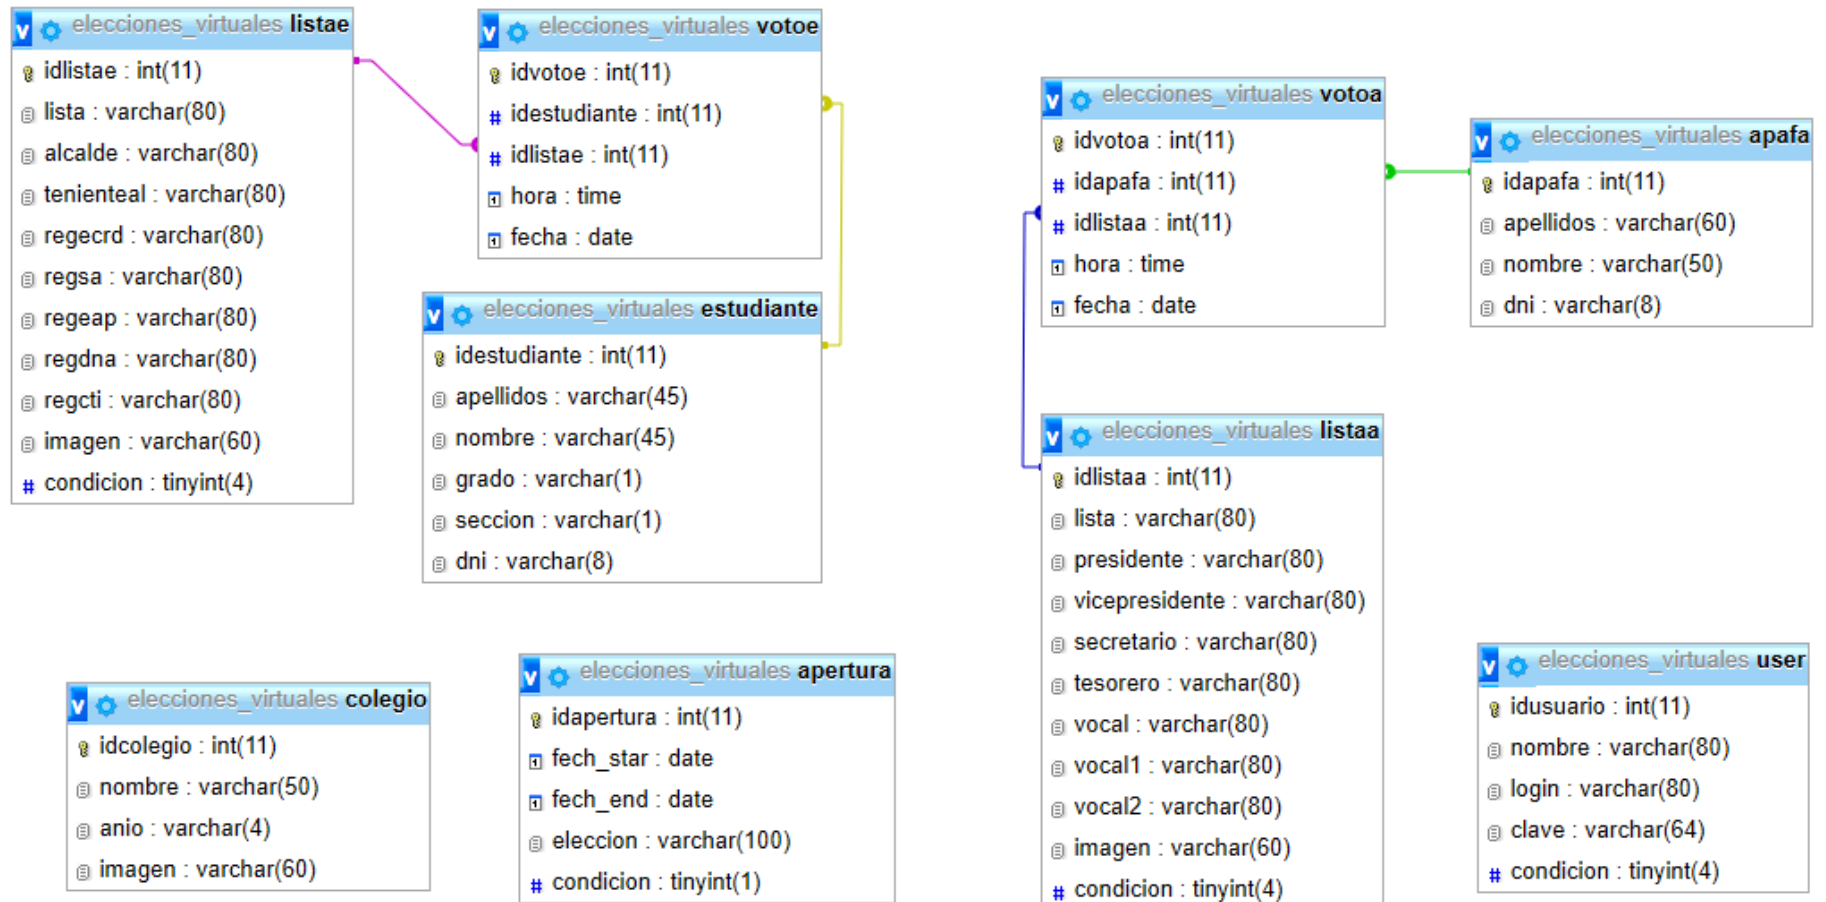 elecciones_virtuales listae
idlistae : int(11)
lista : varchar(80)
alcalde : varchar(80)
tenienteal : varchar(80)
regecrd : varchar(80)
regsa : varchar(80)
regeap : varchar(80)
regdna : varchar(80)
regcti : varchar(80)
imagen : varchar(60)
# condicion : tinyint(4)
elecciones_virtuales votoe
idvotoe : int(11)
# idestudiante : int(11)
# idlistae : int(11)
hora : time
fecha : date
elecciones_virtuales estudiante
idestudiante : int(11)
apellidos : varchar(45)
nombre : varchar(45)
grado : varchar(1)
seccion : varchar(1)
dni : varchar(8)
elecciones_virtuales votoa
idvotoa : int(11)
# idapafa : int(11)
# idlistaa : int(11)
hora : time
fecha : date
elecciones_virtuales apafa
idapafa : int(11)
apellidos : varchar(60)
nombre : varchar(50)
dni : varchar(8)
elecciones_virtuales listaa
idlistaa : int(11)
lista : varchar(80)
presidente : varchar(80)
vicepresidente : varchar(80)
secretario : varchar(80)
tesorero : varchar(80)
vocal : varchar(80)
vocal1 : varchar(80)
vocal2 : varchar(80)
imagen : varchar(60)
# condicion : tinyint(4)
elecciones_virtuales colegio
idcolegio : int(11)
nombre : varchar(50)
anio : varchar(4)
imagen : varchar(60)
elecciones_virtuales apertura
idapertura : int(11)
fech_star : date
fech_end : date
eleccion : varchar(100)
# condicion : tinyint(1)
elecciones_virtuales user
idusuario : int(11)
nombre : varchar(80)
login : varchar(80)
clave : varchar(64)
# condicion : tinyint(4)